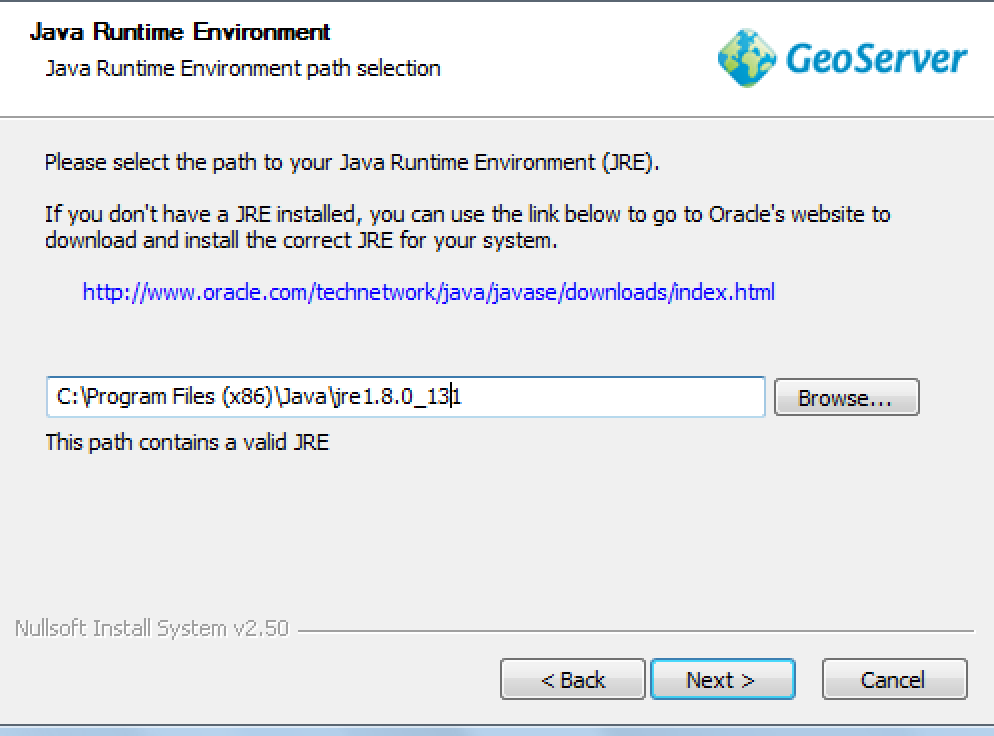 Java Runtime Environment
Java Runtime Environment path selection
GeoServer
Please select the path to your Java Runtime Environment (JRE).
If you don't have a JRE installed, you can use the link below to go to Oracle's website to
download and install the correct JRE for your system.
http://www.oracle.com/technetwork/java/javase/downloads/index.html
C:\Program Files (x86)\Java\jre1.8.0_131
Browse...
This path contains a valid JRE
Nullsoft Install System v2.50
< Back
Next >
Cancel